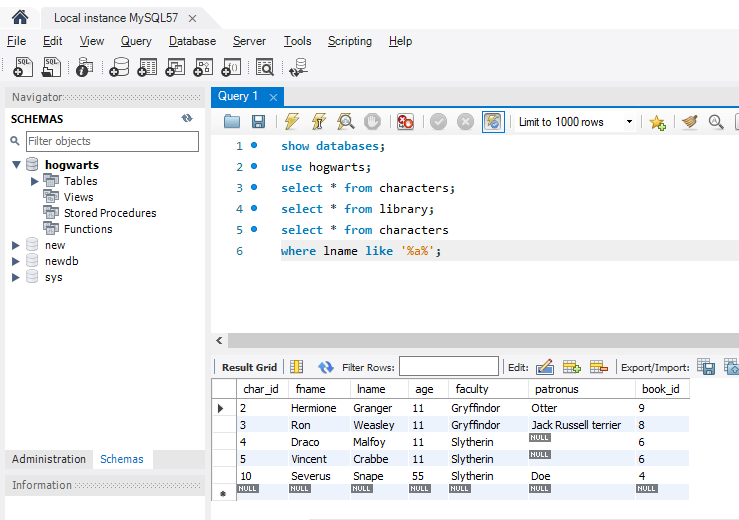 Local instance MySQL57
File Edit View Query Database Server Tools Scripting Help
Navigator
SCHEMAS
Filter objects
hogwarts
Tables
Views
Stored Procedures
Functions
new
newdb
sys
Administration Schemas
Information
Query 1
Limit to 1000 rows
1 show databases;
2 use hogwarts;
3 select * from characters;
4 select * from library;
5 select * from characters
6 where lname like '%a%';
Result Grid Filter Rows: Edit: Export/Import:
char_id fname lname age faculty patronus book_id
2 Hermione Granger 11 Gryffindor Otter 9
3 Ron Weasley 11 Gryffindor Jack Russell terrier 8
4 Draco Malfoy 11 Slytherin NULL 6
5 Vincent Crabbe 11 Slytherin NULL 6
10 Severus Snape 55 Slytherin Doe 4
NULL NULL NULL NULL NULL NULL NULL